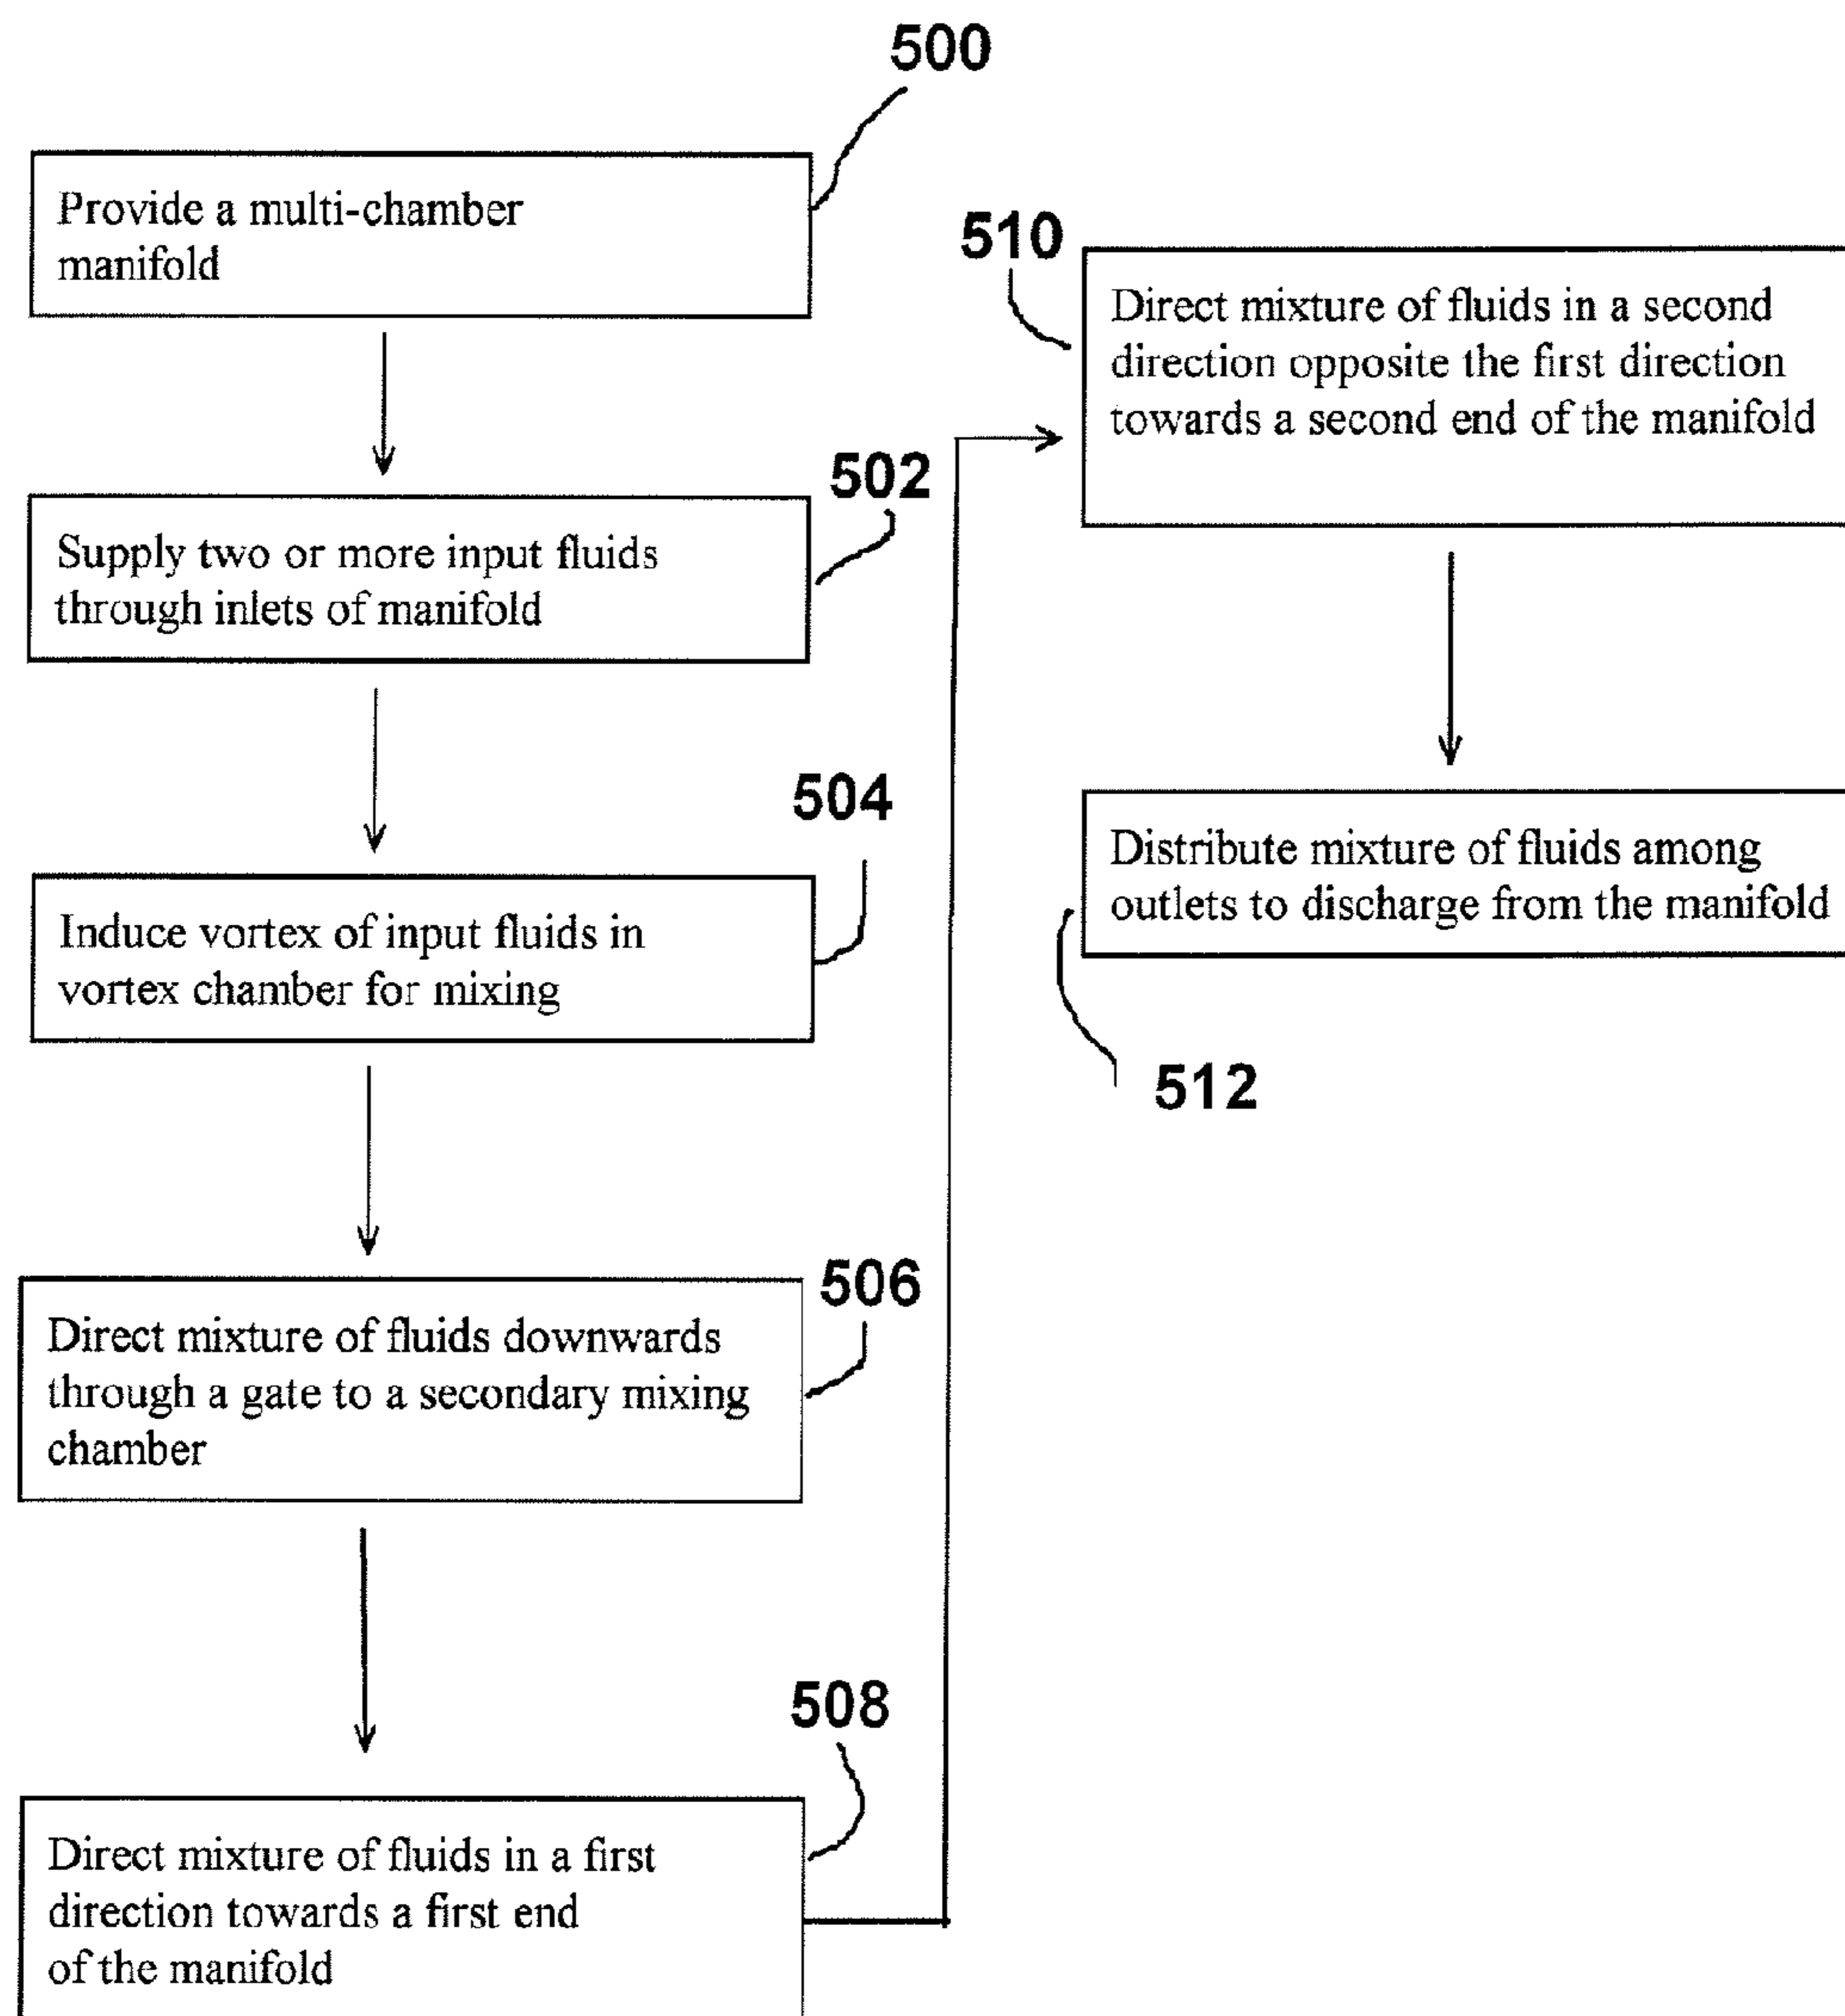 500
Provide a multi-chamber
manifold
502
Supply two or more input fluids
through inlets of manifold
504
Induce vortex of input fluids in
vortex chamber for mixing
506
Direct mixture of fluids downwards
through a gate to a secondary mixing
chamber
508
Direct mixture of fluids in a first
direction towards a first end
of the manifold
510
Direct mixture of fluids in a second
direction opposite the first direction
towards a second end of the manifold
Distribute mixture of fluids among
outlets to discharge from the manifold
512